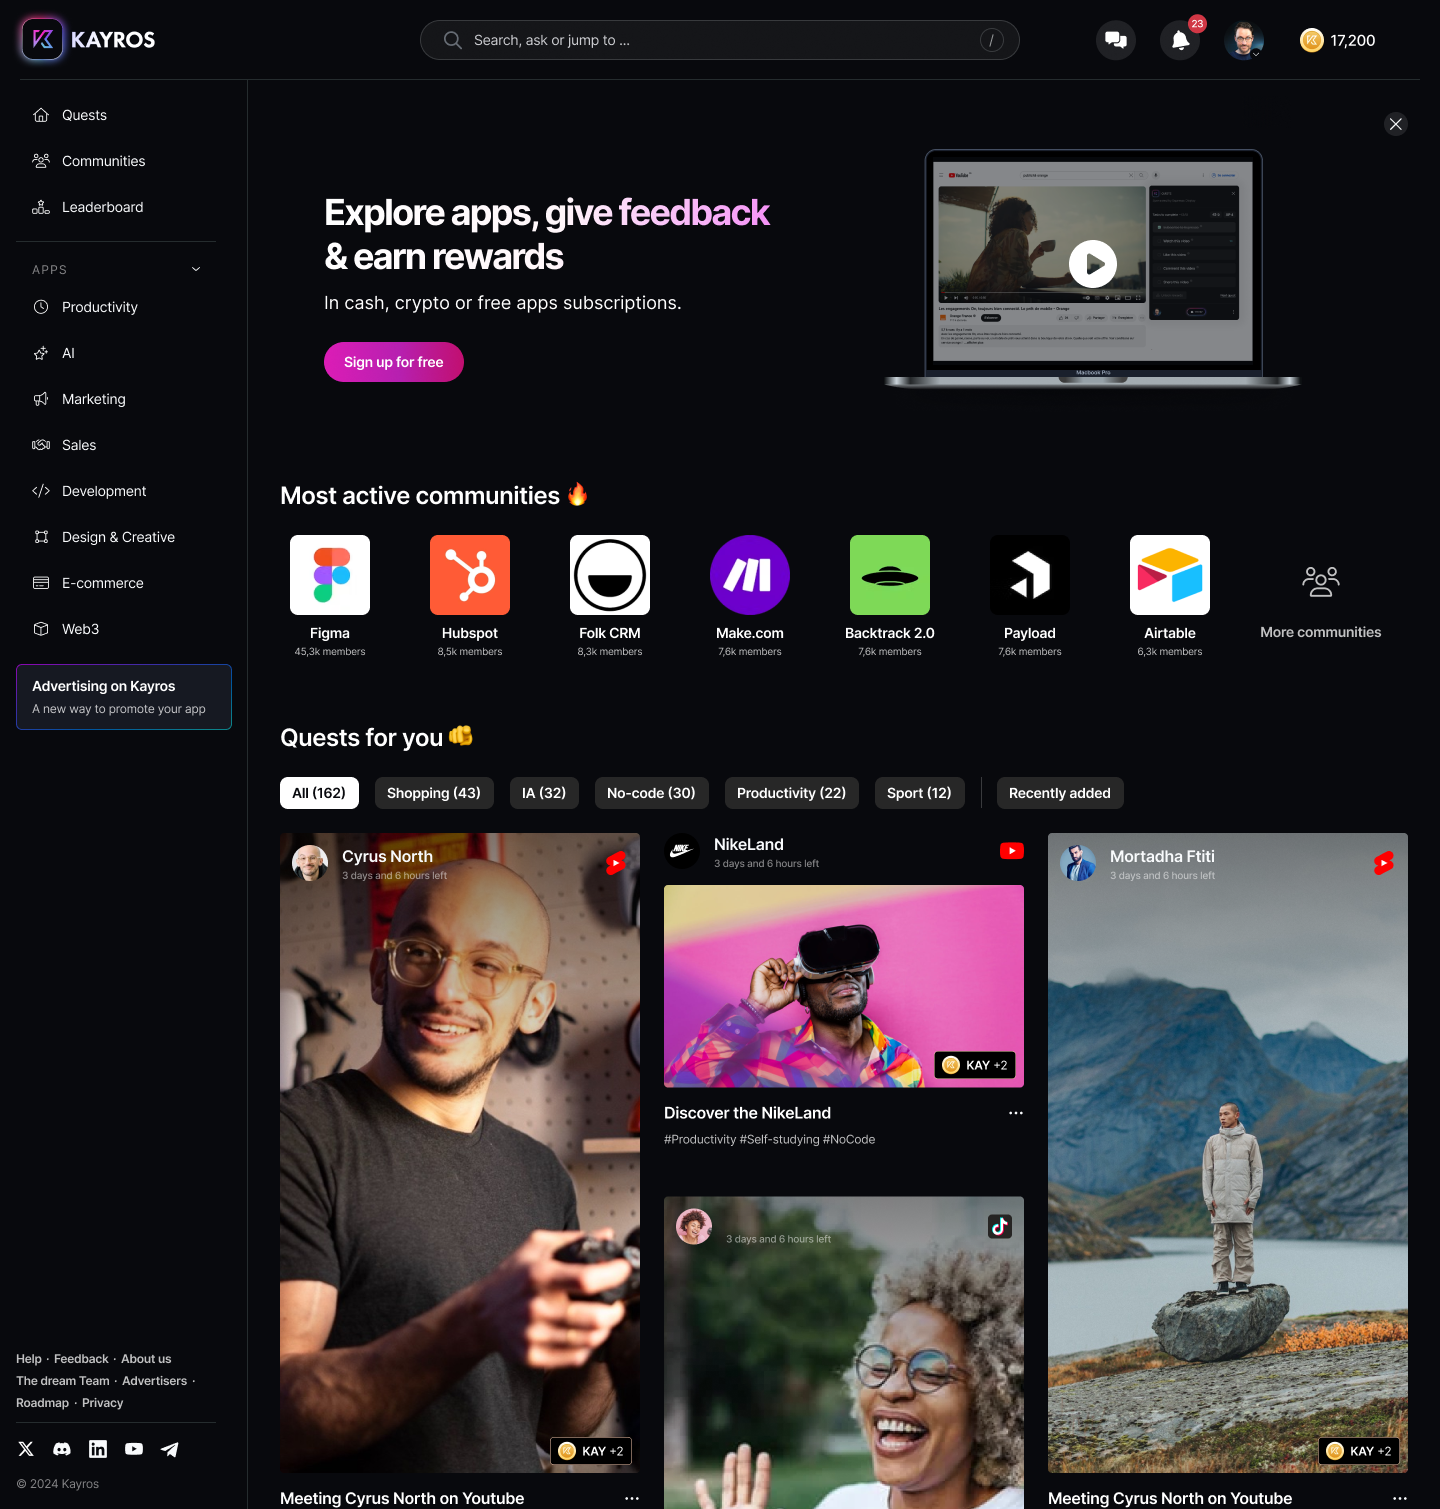 KAYROS
Search, ask or jump to ...
/
23
17,200
Quests
Communities
Leaderboard
APPS
Productivity
AI
Marketing
Sales
Development
Design & Creative
E-commerce
Web3
Advertising on Kayros
A new way to promote your app
Explore apps, give feedback
& earn rewards
In cash, crypto or free apps subscriptions.
Sign up for free
YouTube
Macbook Pro
Most active communities
Figma
45,3k members
Hubspot
8,5k members
Folk CRM
8,3k members
Make.com
7,6k members
Backtrack 2.0
7,6k members
Payload
7,6k members
Airtable
6,3k members
More communities
Quests for you
All (162)
Shopping (43)
IA (32)
No-code (30)
Productivity (22)
Sport (12)
Recently added
Cyrus North
3 days and 6 hours left
KAY +2
Meeting Cyrus North on Youtube
NIKE
NikeLand
3 days and 6 hours left
KAY +2
Discover the NikeLand
#Productivity #Self-studying #NoCode
3 days and 6 hours left
Mortadha Ftiti
3 days and 6 hours left
KAY +2
Meeting Cyrus North on Youtube
Help · Feedback · About us
The dream Team · Advertisers ·
Roadmap · Privacy
© 2024 Kayros